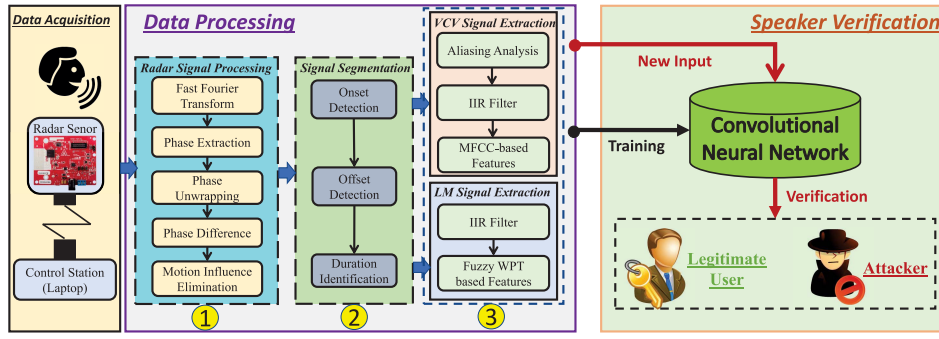 Data Acquisition
Radar Senor
Control Station
(Laptop)
Data Processing
Radar Signal Processing
Fast Fourier
Transform
Phase Extraction
Phase
Unwrapping
Phase Difference
Motion Influence
Elimination
1
Signal Segmentation
Onset
Detection
Offset
Detection
Duration
Identification
2
VCV Signal Extraction
Aliasing Analysis
IIR Filter
MFCC-based
Features
LM Signal Extraction
IIR Filter
Fuzzy WPT
based Features
3
Speaker Verification
New Input
Training
Convolutional
Neural Network
Verification
Legitimate
User
Attacker